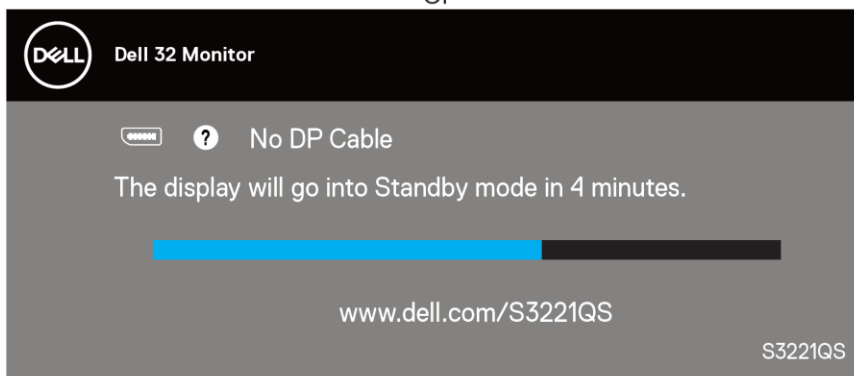 DELL
Dell 32 Monitor
? No DP Cable
The display will go into Standby mode in 4 minutes.
www.dell.com/S3221QS
S3221QS